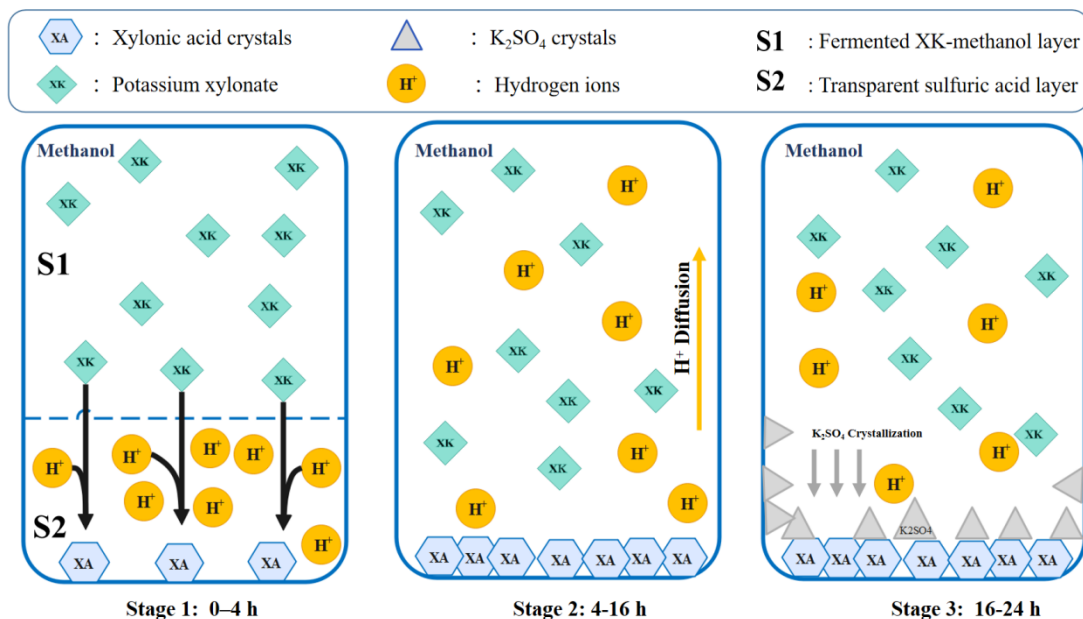 XA : Xylonic acid crystals
: K₂SO₄ crystals
S1 : Fermented XK-methanol layer
XK : Potassium xylonate
H⁺ : Hydrogen ions
S2 : Transparent sulfuric acid layer
Methanol
XK
XK
XK
XK
XK
S1
XK
XK
XK
XK
XK
H⁺
H⁺
H⁺
H⁺
H⁺
H⁺
H⁺
S2
H⁺
XA
XA
XA
Stage 1: 0–4 h
Methanol
XK
H⁺
XK
XK
H⁺
H⁺
XK
H⁺
H⁺ Diffusion
XK
XK
XK
H⁺
XK
H⁺
H⁺
XA
XA
XA
XA
XA
XA
XA
Stage 2: 4-16 h
Methanol
XK
H⁺
XK
XK
XK
H⁺
XK
H⁺
XK
H⁺
XK
K₂SO₄ Crystallization
XK
H⁺
H⁺
K2SO4
XA
XA
XA
XA
XA
XA
XA
Stage 3: 16-24 h